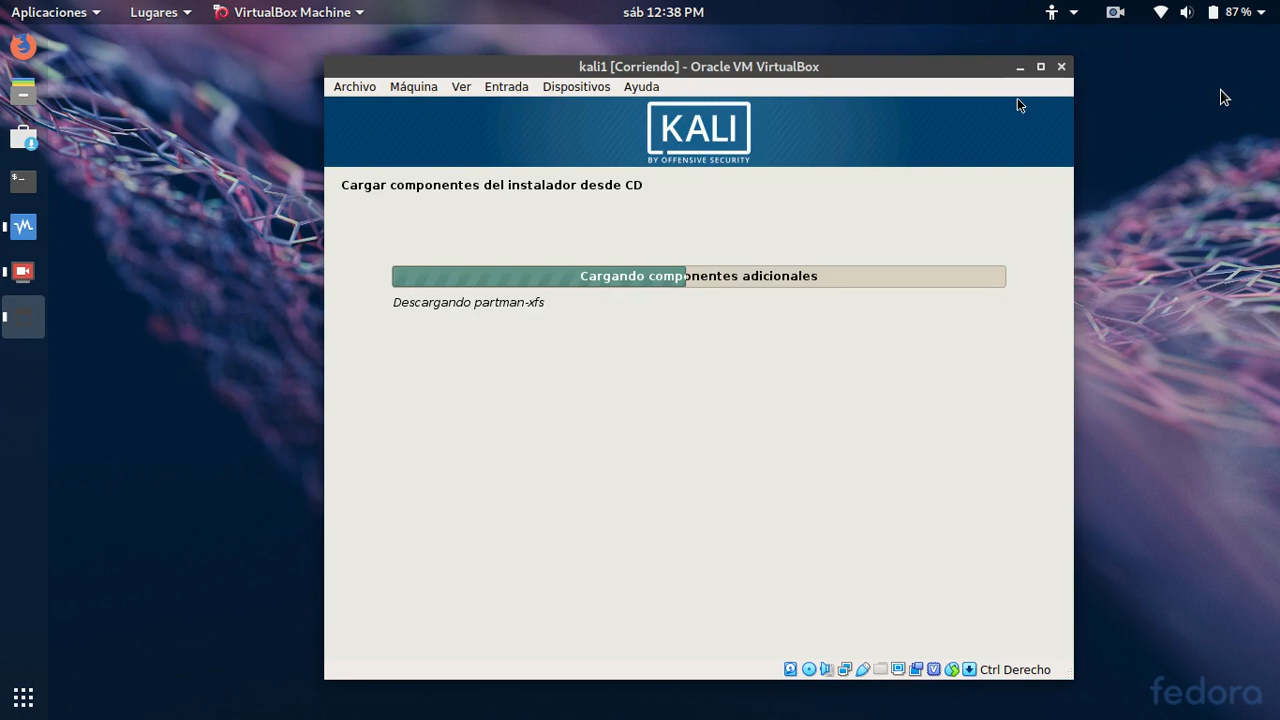 Aplicaciones Lugares VirtualBox Machine sáb 12:38 PM 87 %
kali1 [Corriendo] - Oracle VM VirtualBox
Archivo Máquina Ver Entrada Dispositivos Ayuda
KALI
BY OFFENSIVE SECURITY
Cargar componentes del instalador desde CD
Cargando componentes adicionales
Descargando partman-xfs
Ctrl Derecho
fedora